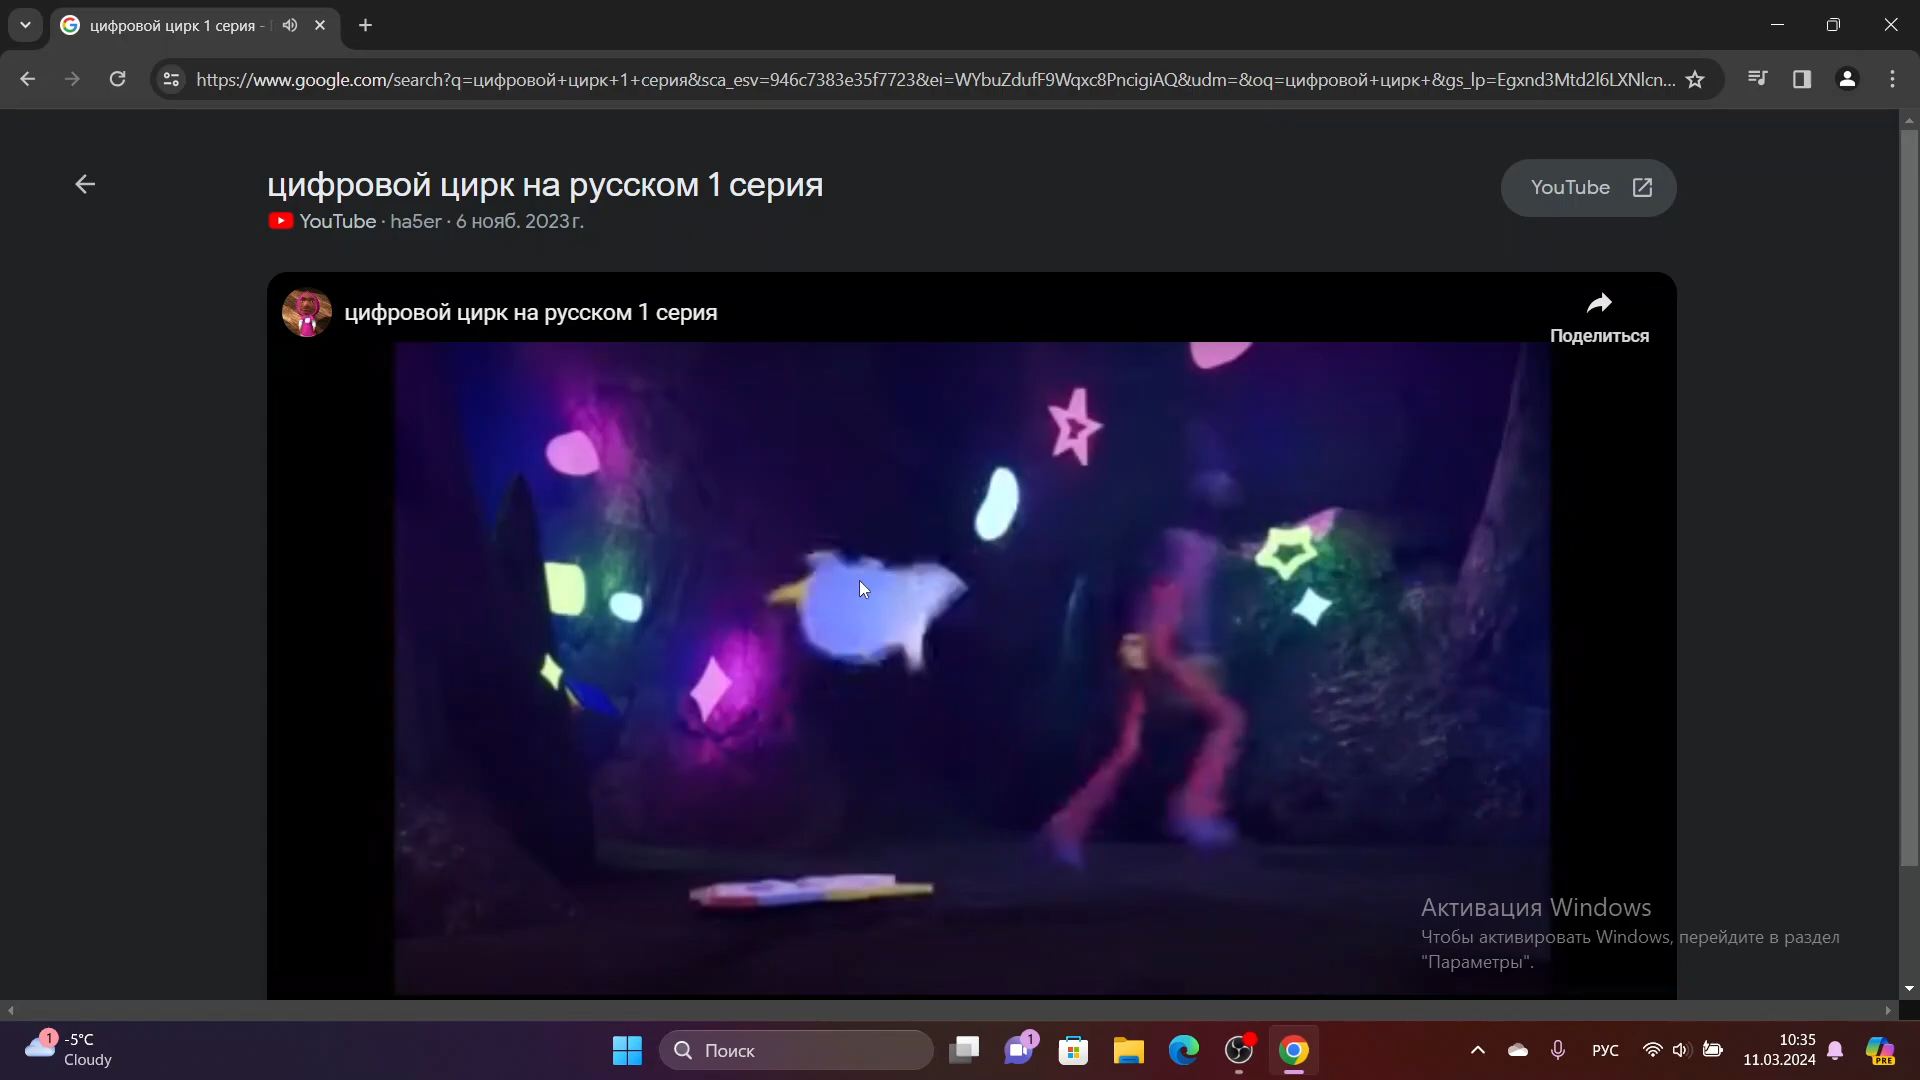 цифровой цирк 1 серия -
https://www.google.com/search?q=цифровой+цирк+1+серия&sca_esv=946c7383e35f7723&ei=WYbuZdufF9Wqxc8PncigiAQ&udm=&oq=цифровой+цирк+&gs_lp=Egxnd3Mtd2l6LXNlcn...
цифровой цирк на русском 1 серия
YouTube · ha5er · 6 нояб. 2023 г.
YouTube
цифровой цирк на русском 1 серия
Поделиться
Активация Windows
Чтобы активировать Windows, перейдите в раздел
"Параметры".
1
-5°C
Cloudy
Поиск
1
РУС
10:35
11.03.2024
PRE